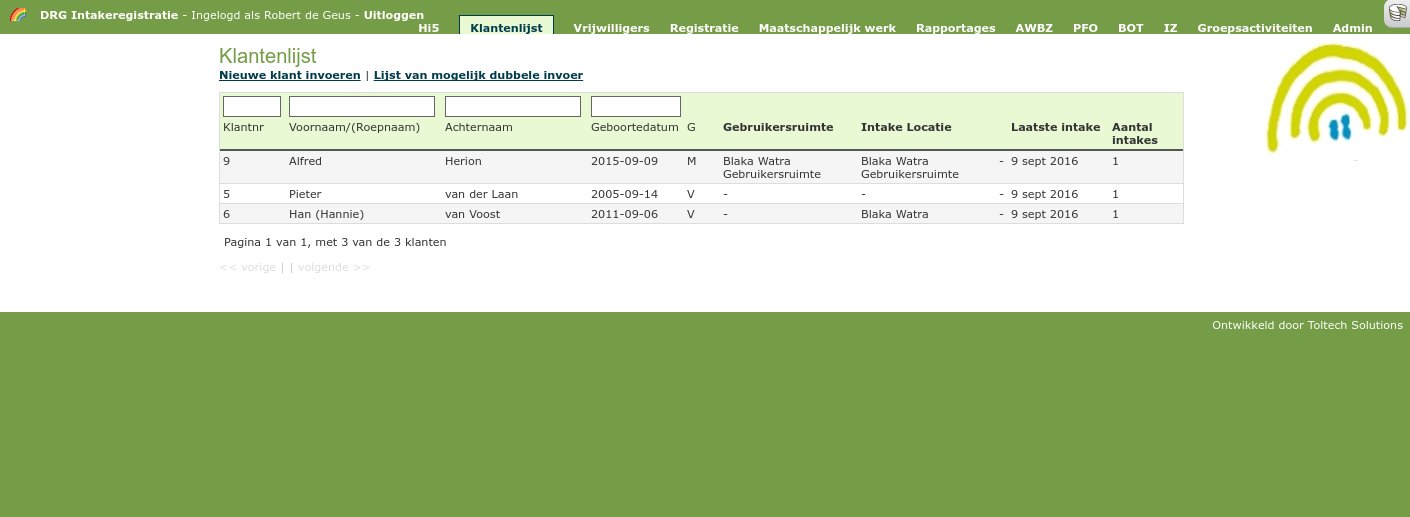 DRG Intakeregistratie - Ingelogd als Robert de Geus - Uitloggen
Hi5 Klantenlijst Vrijwilligers Registratie Maatschappelijk werk Rapportages AWBZ PFO BOT IZ Groepsactiviteiten Admin
Klantenlijst
Nieuwe klant invoeren | Lijst van mogelijk dubbele invoer
Klantnr Voornaam/(Roepnaam) Achternaam Geboortedatum G Gebruikersruimte Intake Locatie Laatste intake Aantal
intakes
9 Alfred Herion 2015-09-09 M Blaka Watra Blaka Watra - 9 sept 2016 1
Gebruikersruimte Gebruikersruimte
5 Pieter van der Laan 2005-09-14 V - - - 9 sept 2016 1
6 Han (Hannie) van Voost 2011-09-06 V - Blaka Watra - 9 sept 2016 1
Pagina 1 van 1, met 3 van de 3 klanten
<< vorige | | volgende >>
Ontwikkeld door Toltech Solutions